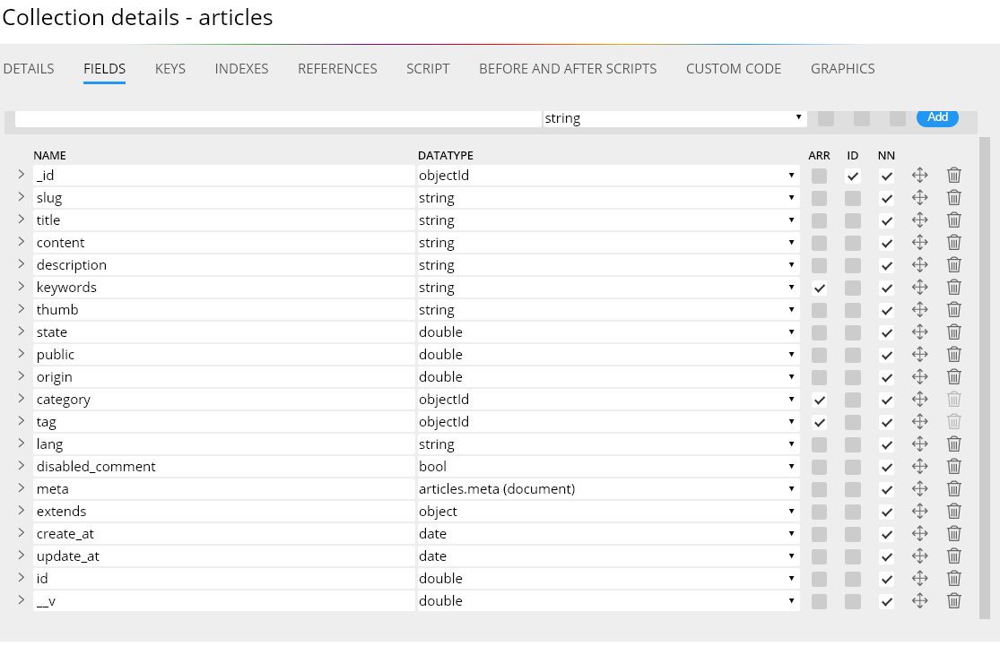 Collection details - articles
DETAILS FIELDS KEYS INDEXES REFERENCES SCRIPT BEFORE AND AFTER SCRIPTS CUSTOM CODE GRAPHICS
string Add
NAME DATATYPE ARR ID NN
_id objectId
slug string
title string
content string
description string
keywords string
thumb string
state double
public double
origin double
category objectId
tag objectId
lang string
disabled_comment bool
meta articles.meta (document)
extends object
create_at date
update_at date
id double
__v double